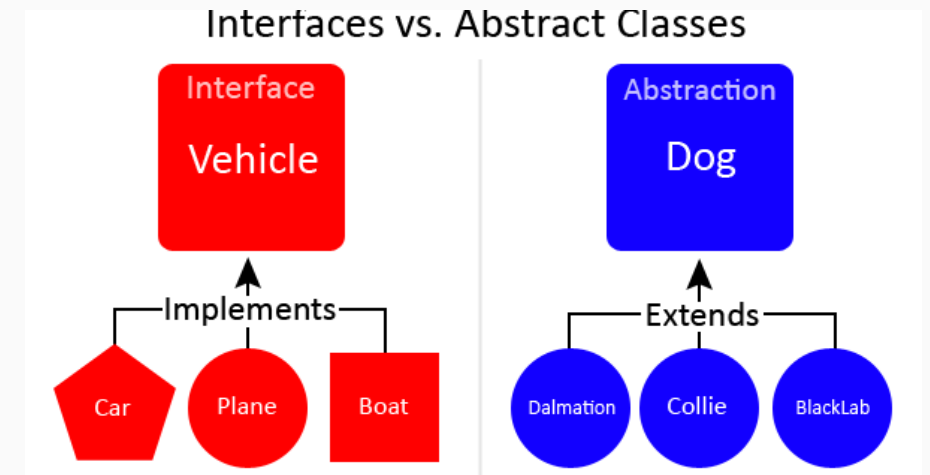 Interfaces vs. Abstract Classes
Interface
Vehicle
Implements
Car
Plane
Boat
Abstraction
Dog
Extends
Dalmation
Collie
BlackLab